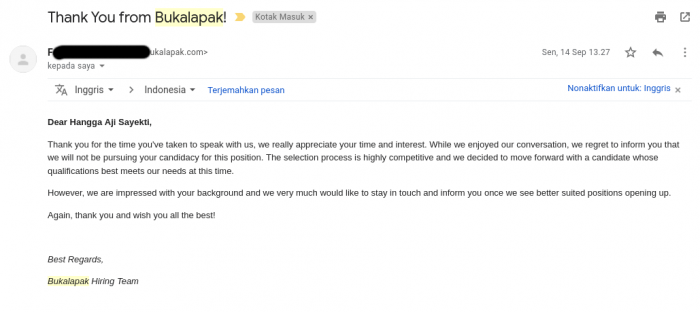 Thank You from Bukalapak! Kotak Masuk ×
ukalapak.com> Sen, 14 Sep 13.27
kepada saya
Inggris > Indonesia Terjemahkan pesan Nonaktifkan untuk: Inggris ×
Dear Hangga Aji Sayekti,
Thank you for the time you've taken to speak with us, we really appreciate your time and interest. While we enjoyed our conversation, we regret to inform you that
we will not be pursuing your candidacy for this position. The selection process is highly competitive and we decided to move forward with a candidate whose
qualifications best meets our needs at this time.
However, we are impressed with your background and we very much would like to stay in touch and inform you once we see better suited positions opening up.
Again, thank you and wish you all the best!
Best Regards,
Bukalapak Hiring Team